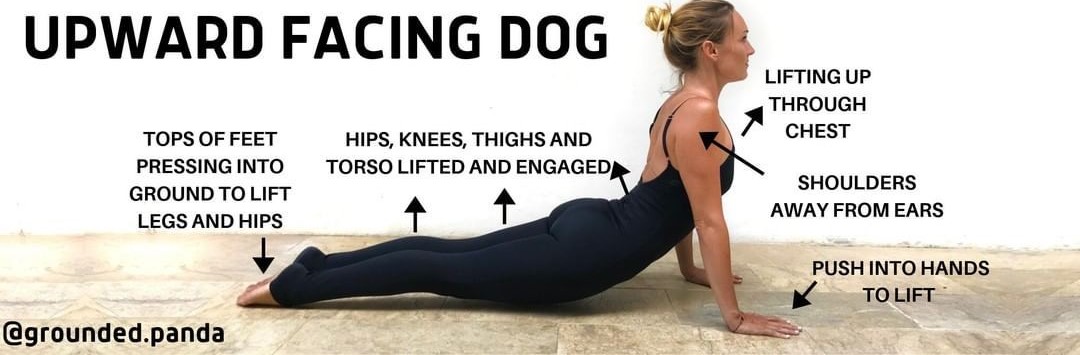 UPWARD FACING DOG
TOPS OF FEET
PRESSING INTO
GROUND TO LIFT
LEGS AND HIPS
HIPS, KNEES, THIGHS AND
TORSO LIFTED AND ENGAGED
LIFTING UP
THROUGH
CHEST
SHOULDERS
AWAY FROM EARS
PUSH INTO HANDS
TO LIFT
@grounded.panda